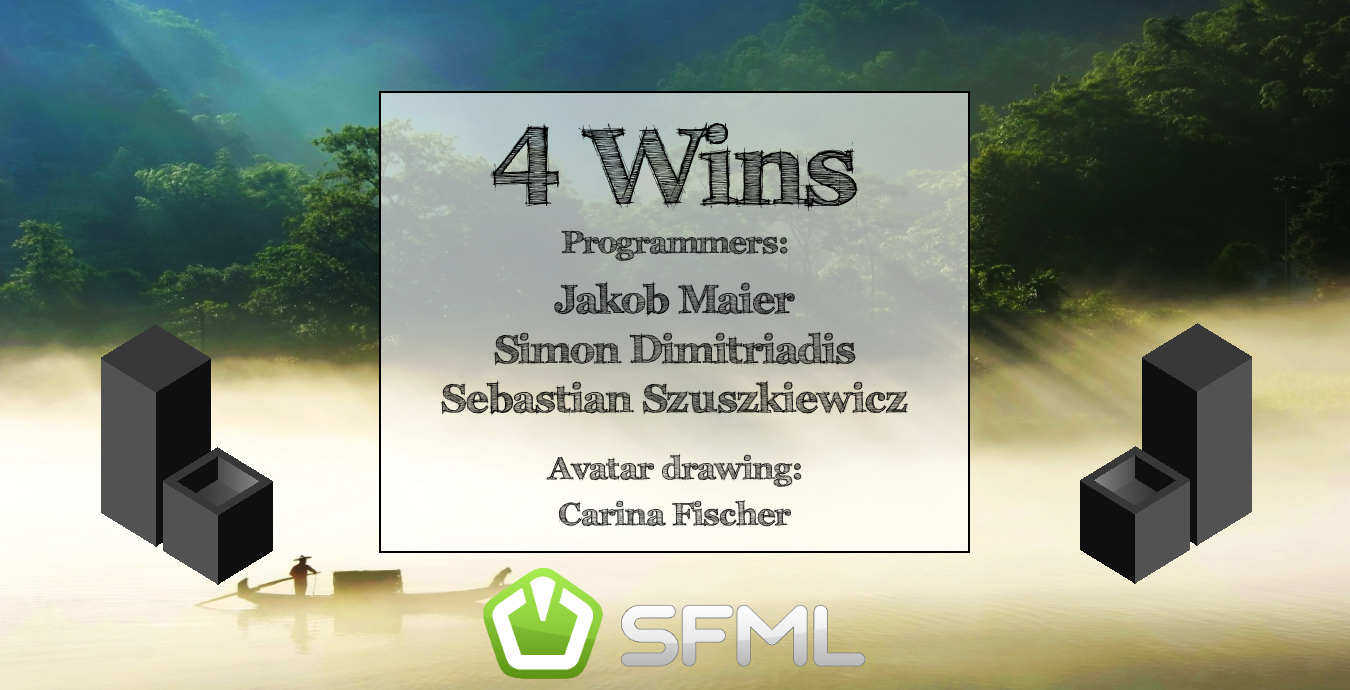 4 Wins
Programmers:
Jakob Maier
Simon Dimitriadis
Sebastian Szuszkiewicz
Avatar drawing:
Carina Fischer
SFML